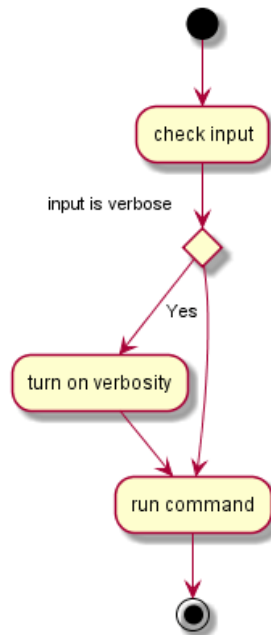 check input
input is verbose
Yes
turn on verbosity
run command